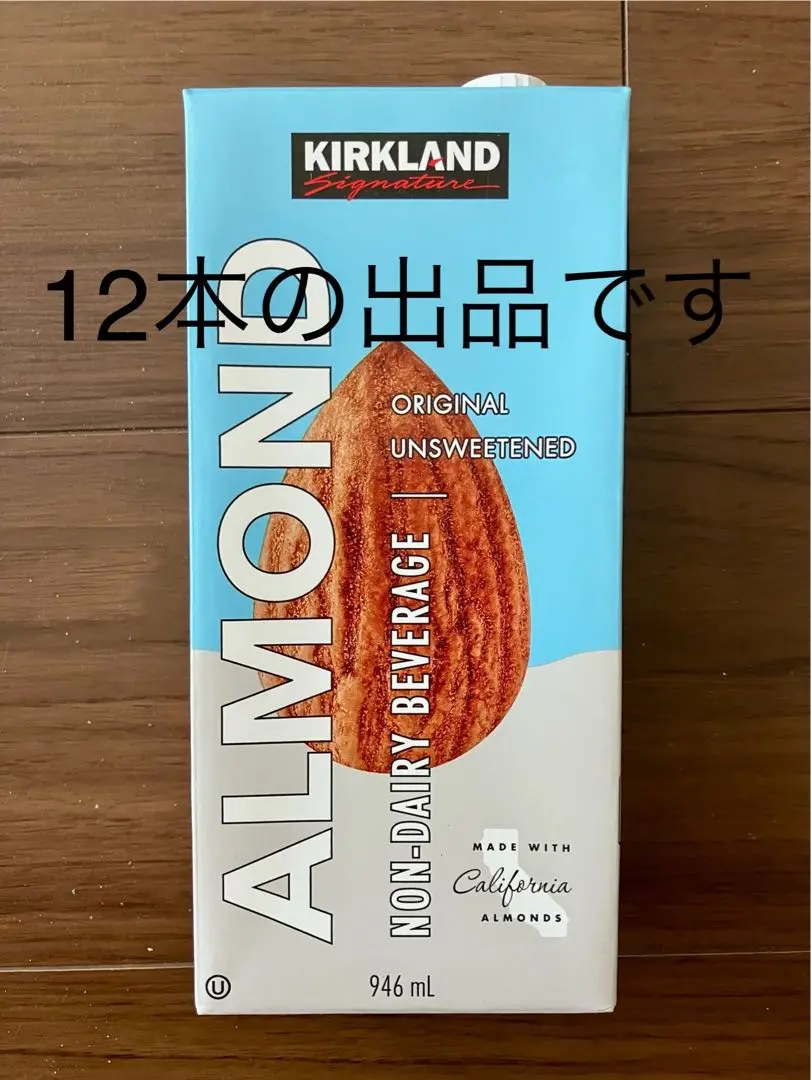 KIRKLAND
Signature
12本の出品です
ALMOND
ORIGINAL
UNSWEETENED
NON-DAIRY BEVERAGE
MADE WITH
California
ALMONDS
U
946 mL